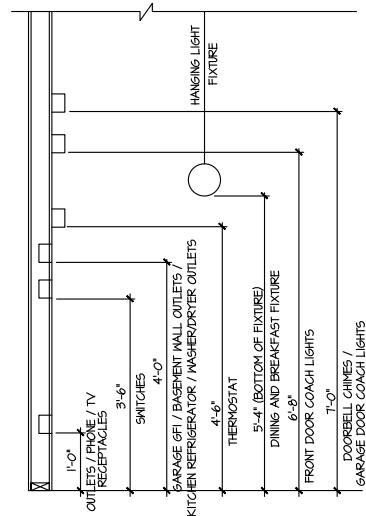 HANGING LIGHT
FIXTURE
1'-0"
OUTLETS / PHONE / TV
RECEPTACLES
3'-6"
SWITCHES
4'-0"
GARAGE GFI / BASEMENT WALL OUTLETS /
KITCHEN REFRIGERATOR / WASHER/DRYER OUTLETS
4'-6"
THERMOSTAT
5'-4" (BOTTOM OF FIXTURE)
DINING AND BREAKFAST FIXTURE
6'-8"
FRONT DOOR COACH LIGHTS
7'-0"
DOORBELL CHIMES /
GARAGE DOOR COACH LIGHTS